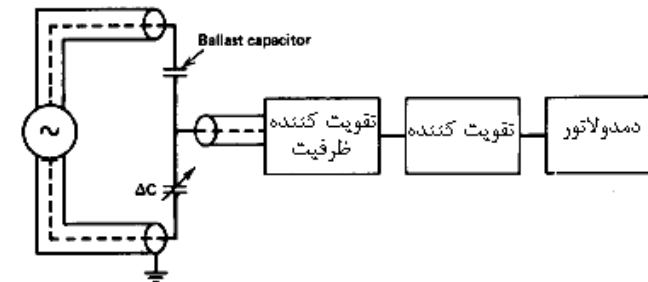 Ballast capacitor
~
ΔC
تقویت کننده
ظرفیت
تقویت کننده
دمدولاتور